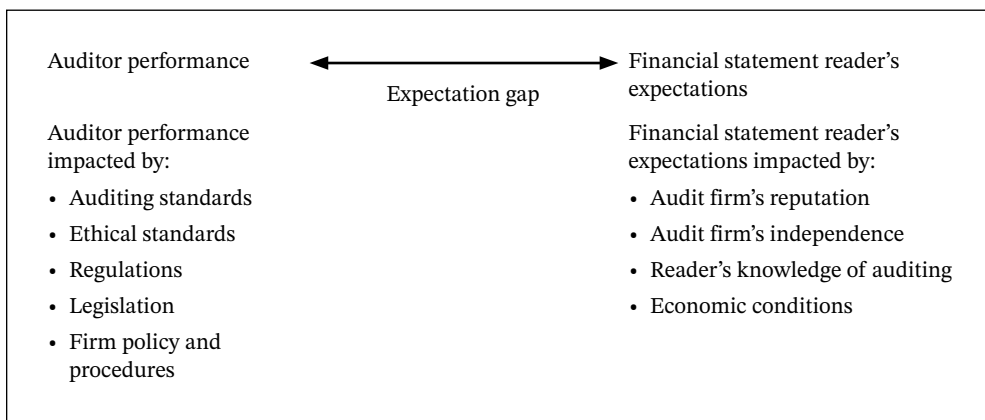 Auditor performance
Expectation gap
Financial statement reader’s
expectations
Auditor performance
impacted by:
• Auditing standards
• Ethical standards
• Regulations
• Legislation
• Firm policy and
procedures
Financial statement reader’s
expectations impacted by:
• Audit firm’s reputation
• Audit firm’s independence
• Reader’s knowledge of auditing
• Economic conditions